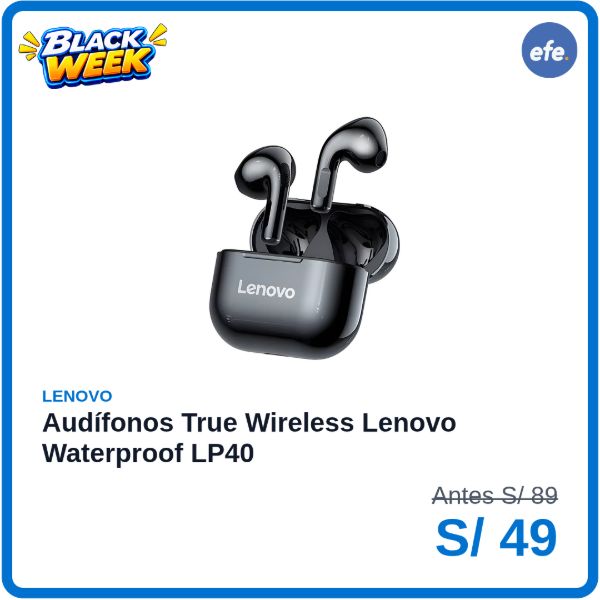 BLACK
WEEK
efe.
Lenovo
LENOVO
Audífonos True Wireless Lenovo
Waterproof LP40
Antes S/ 89
S/ 49